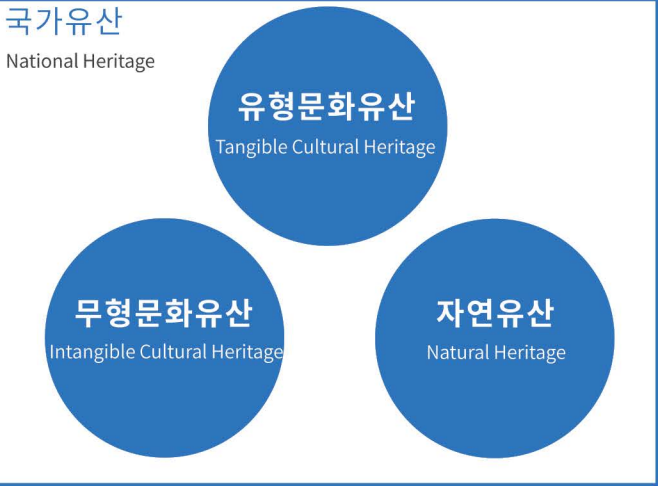 국가유산
National Heritage
유형문화유산
Tangible Cultural Heritage
무형문화유산
Intangible Cultural Heritage
자연유산
Natural Heritage